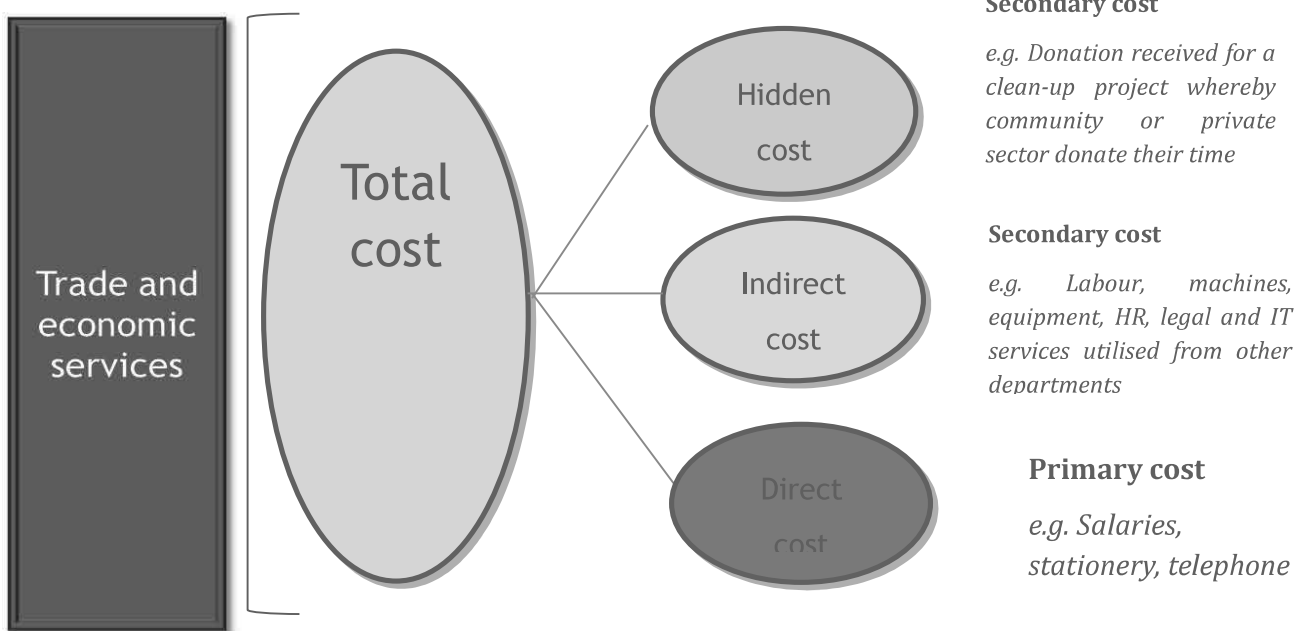 Trade and
economic
services
Total
cost
Hidden
cost
Indirect
cost
Direct
cost
Secondary cost
e.g. Donation received for a
clean-up project whereby
community or private
sector donate their time
Secondary cost
e.g. Labour, machines,
equipment, HR, legal and IT
services utilised from other
departments
Primary cost
e.g. Salaries,
stationery, telephone